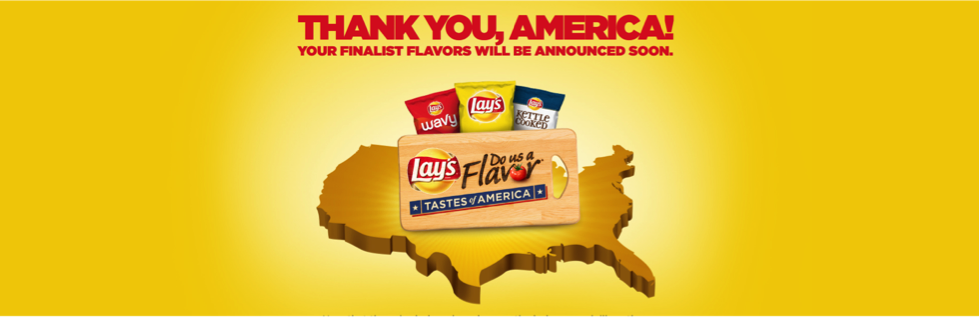 THANK YOU, AMERICA!
YOUR FINALIST FLAVORS WILL BE ANNOUNCED SOON.
Lay's
Lay's
Lay's
wavy
KETTLE
COOKED
Lay's
Do us a
Flavor
TASTES of AMERICA